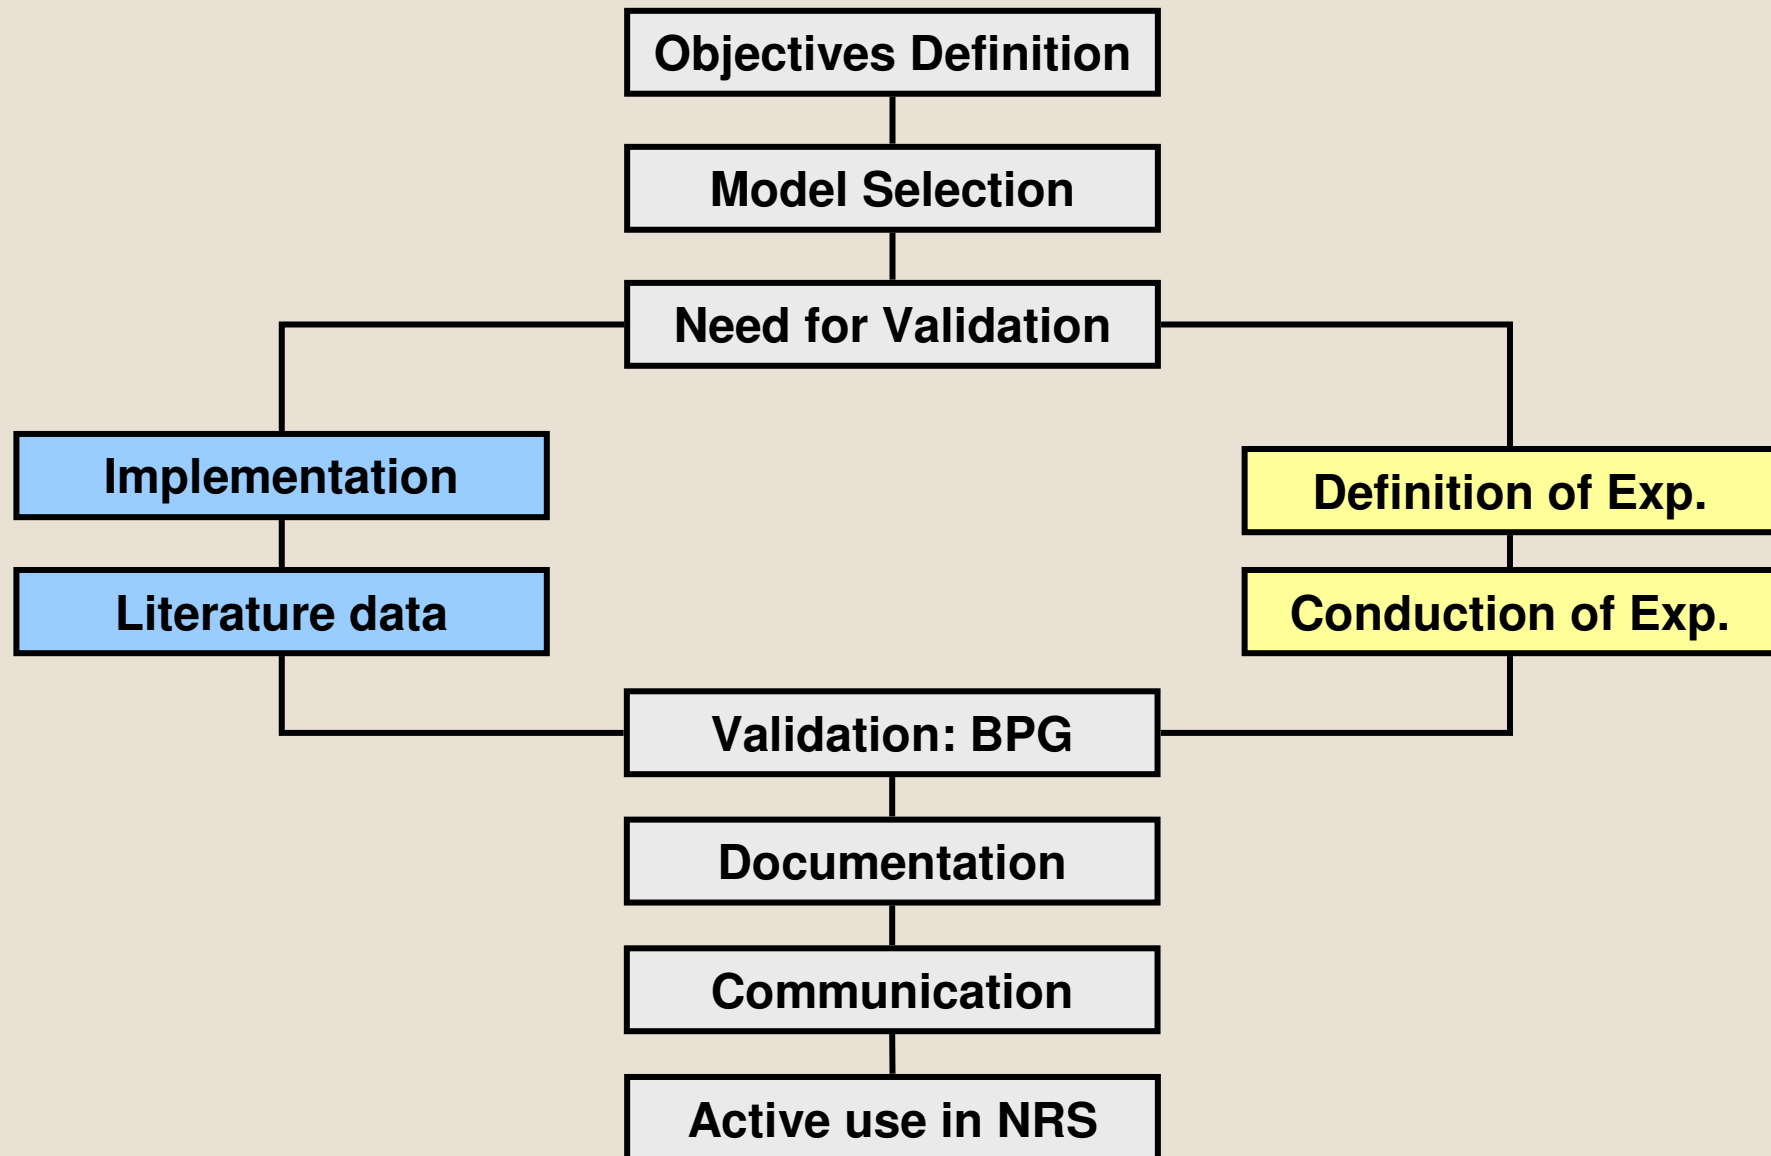 Objectives Definition
Model Selection
Need for Validation
Implementation
Definition of Exp.
Literature data
Conduction of Exp.
Validation: BPG
Documentation
Communication
Active use in NRS